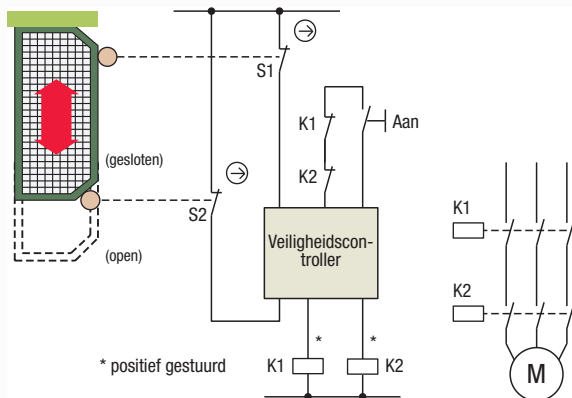 S1
K1
Aan
(gesloten)
K2
S2
K1
Veiligheidscon-
troller
(open)
K2
* *
* positief gestuurd
K1
K2
M